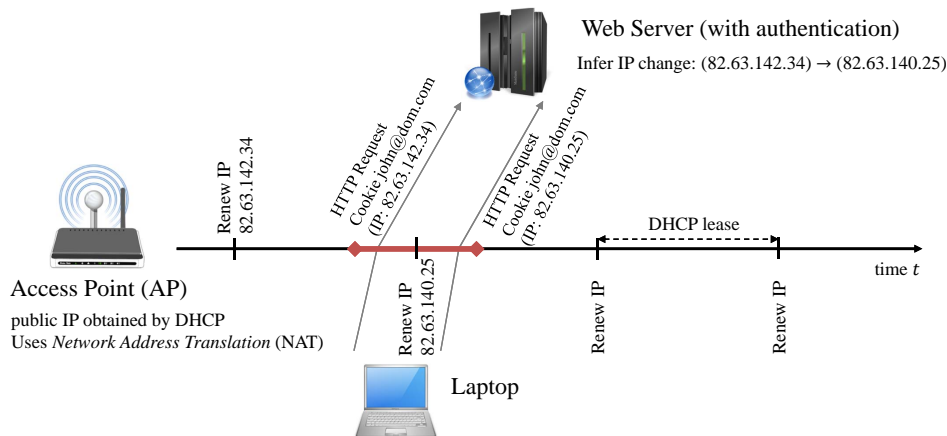 Web Server (with authentication)
Infer IP change: (82.63.142.34) → (82.63.140.25)
Renew IP
82.63.142.34
HTTP Request
Cookie john@dom.com
(IP: 82.63.142.34)
HTTP Request
Cookie john@dom.com
(IP: 82.63.140.25)
DHCP lease
time t
Access Point (AP)
public IP obtained by DHCP
Uses Network Address Translation (NAT)
Renew IP
82.63.140.25
Renew IP
Renew IP
Laptop